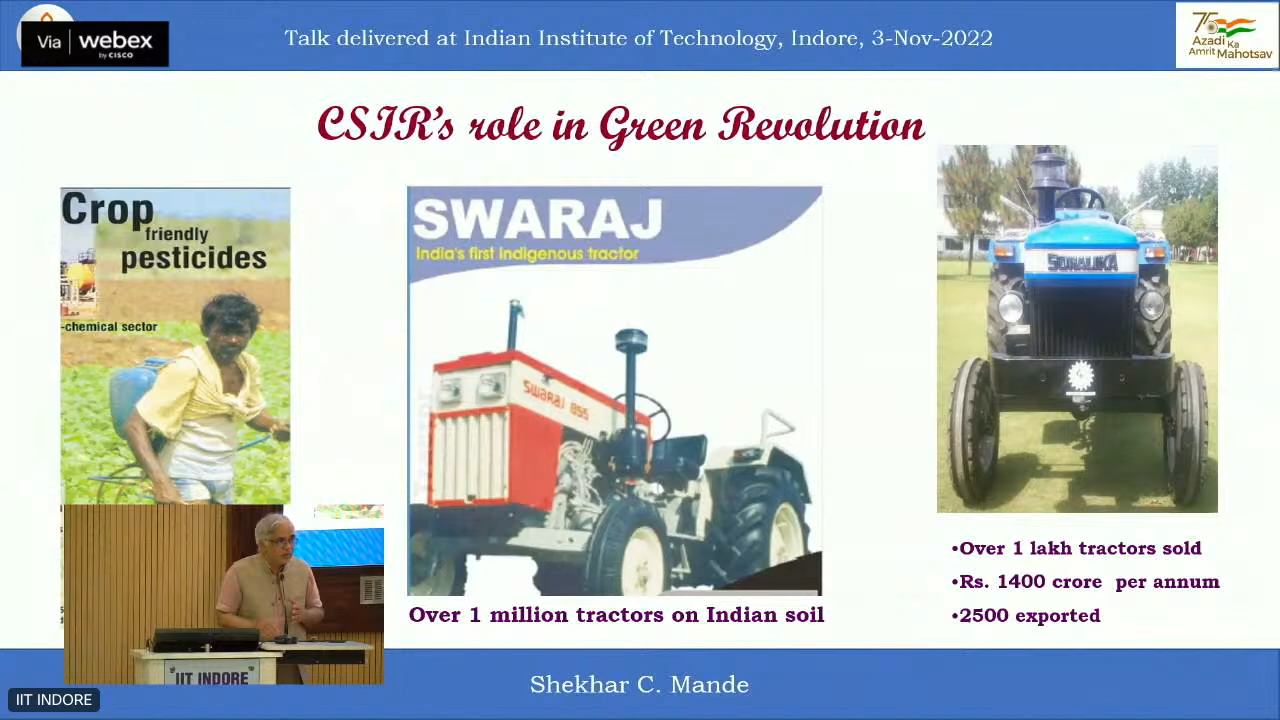 Via webex
by CISCO
Talk delivered at Indian Institute of Technology, Indore, 3-Nov-2022
75
Azadi
Ka
Amrit Mahotsav
CSIR's role in Green Revolution
Crop
friendly
pesticides
-chemical sector
SWARAJ
India's first indigenous tractor
SWARAJ 855
SONALIKA
Over 1 million tractors on Indian soil
•Over 1 lakh tractors sold
•Rs. 1400 crore per annum
•2500 exported
IIT INDORE
Shekhar C. Mande
IIT INDORE